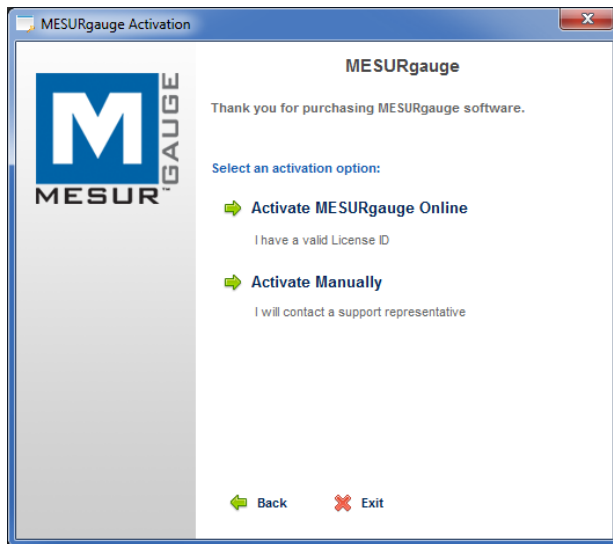 MESURgauge Activation
M
GAUGE
MESUR™
MESURgauge
Thank you for purchasing MESURgauge software.
Select an activation option:
Activate MESURgauge Online
I have a valid License ID
Activate Manually
I will contact a support representative
Back
Exit